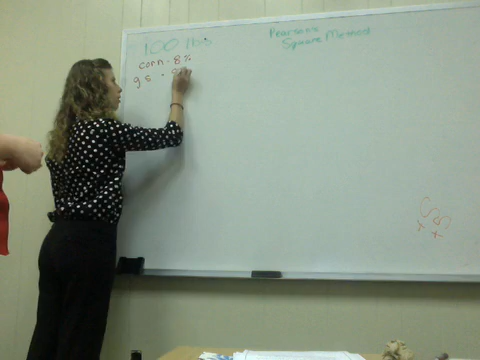 100 lbs
corn - 8%
g.s -
Pearson
Square Method